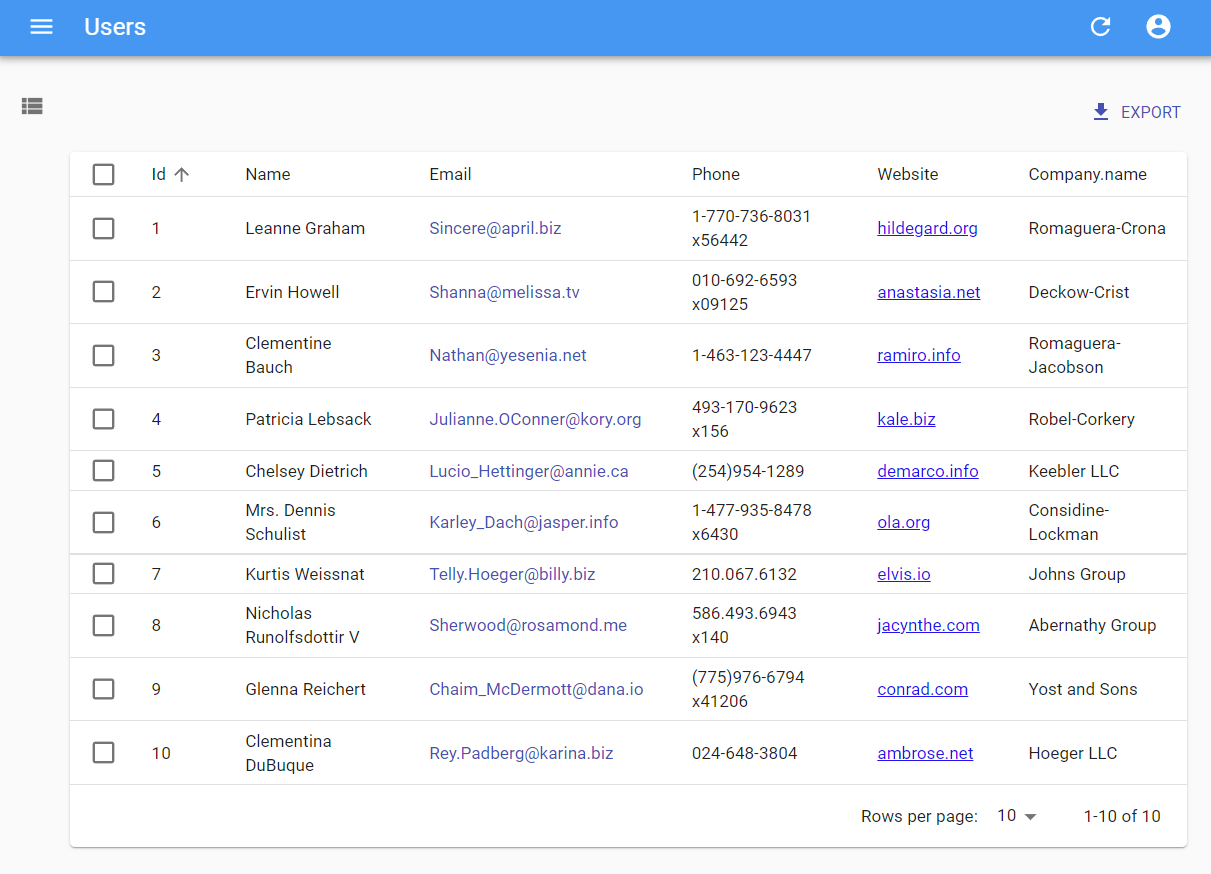 Users
EXPORT
Id Name Email Phone Website Company.name
1 Leanne Graham Sincere@april.biz 1-770-736-8031 x56442 hildegard.org Romaguera-Crona
2 Ervin Howell Shanna@melissa.tv 010-692-6593 x09125 anastasia.net Deckow-Crist
3 Clementine Bauch Nathan@yesenia.net 1-463-123-4447 ramiro.info Romaguera-Jacobson
4 Patricia Lebsack Julianne.OConner@kory.org 493-170-9623 x156 kale.biz Robel-Corkery
5 Chelsey Dietrich Lucio_Hettinger@annie.ca (254)954-1289 demarco.info Keebler LLC
6 Mrs. Dennis Schulist Karley_Dach@jasper.info 1-477-935-8478 x6430 ola.org Considine-Lockman
7 Kurtis Weissnat Telly.Hoeger@billy.biz 210.067.6132 elvis.io Johns Group
8 Nicholas Runolfsdottir V Sherwood@rosamond.me 586.493.6943 x140 jacynthe.com Abernathy Group
9 Glenna Reichert Chaim_McDermott@dana.io (775)976-6794 x41206 conrad.com Yost and Sons
10 Clementina DuBuque Rey.Padberg@karina.biz 024-648-3804 ambrose.net Hoeger LLC
Rows per page: 10 1-10 of 10